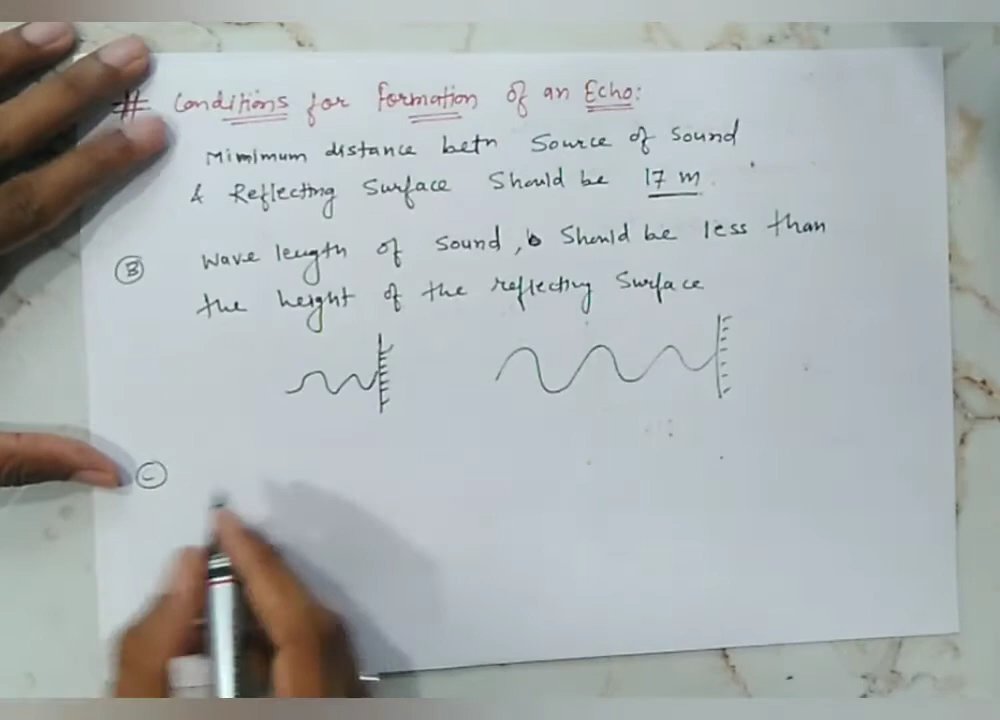 # Conditions for Formation of an Echo:
Minimum distance betn Source of Sound
& Reflecting Surface Should be 17 m.
(B) Wave length of Sound, Should be less than
the height of the reflecting Surface
(C)